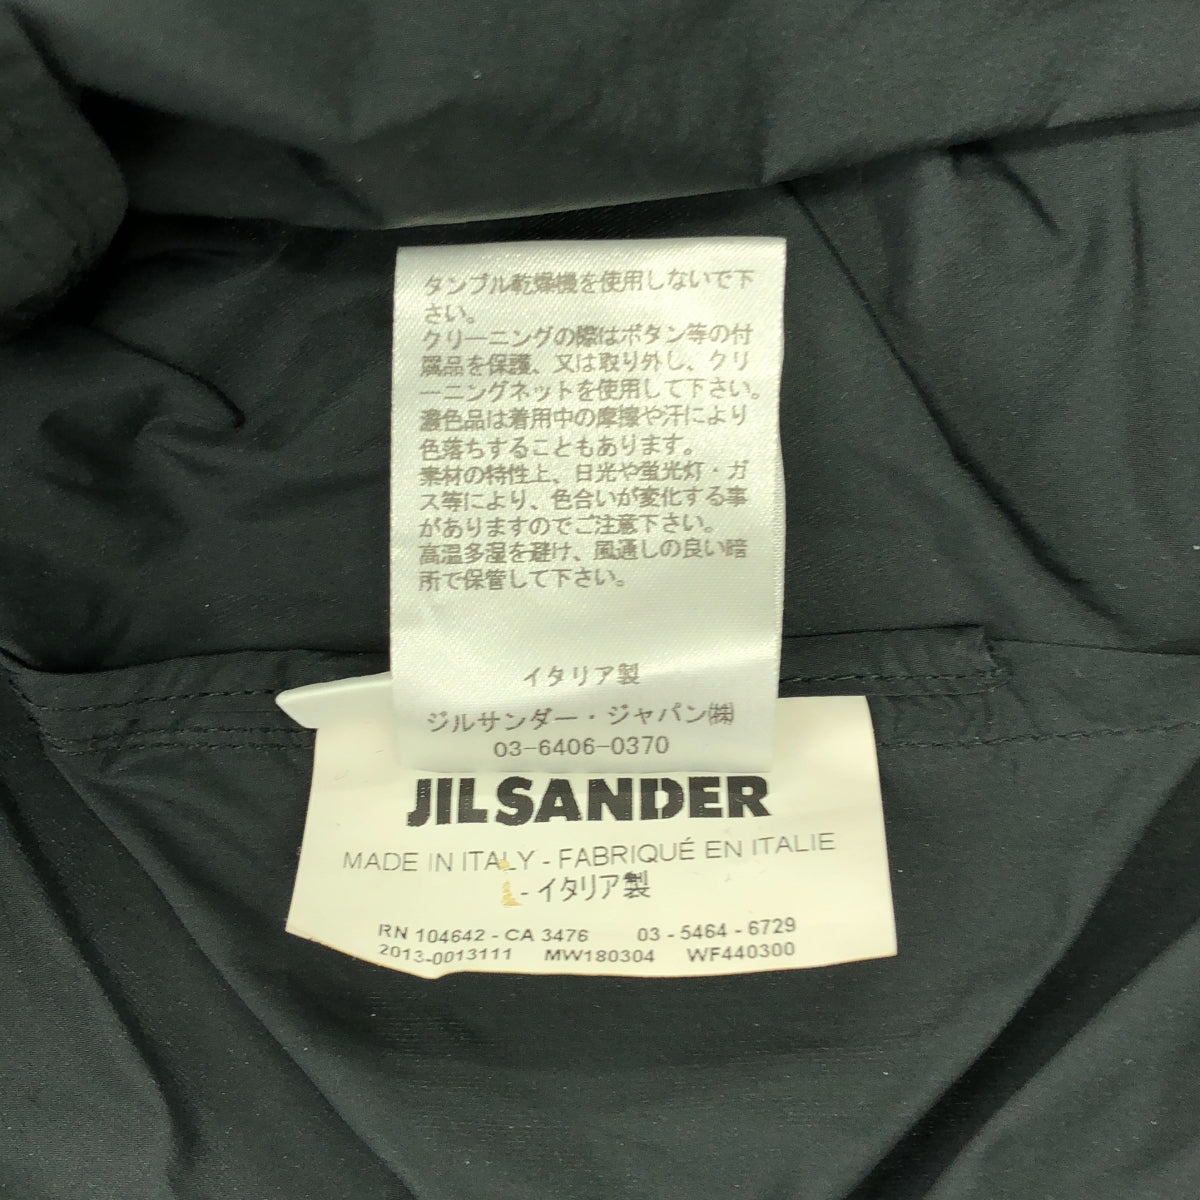 タンブル乾燥機を使用しないで下
さい。
クリーニングの際はボタン等の付
属品を保護、又は取り外し、クリ
ーニングネットを使用して下さい。
濃色品は着用中の摩擦や汗により
色落ちすることもあります。
素材の特性上、日光や蛍光灯・ガ
ス等により、色合いが変化する事
がありますのでご注意下さい。
高温多湿を避け、風通しの良い暗
所で保管して下さい。
イタリア製
ジルサンダー・ジャパン㈱
03-6406-0370
JIL SANDER
MADE IN ITALY - FABRIQUÉ EN ITALIE
- イタリア製
RN 104642 - CA 3476 03 - 5464 - 6729
2013-0013111 MW180304 WF440300